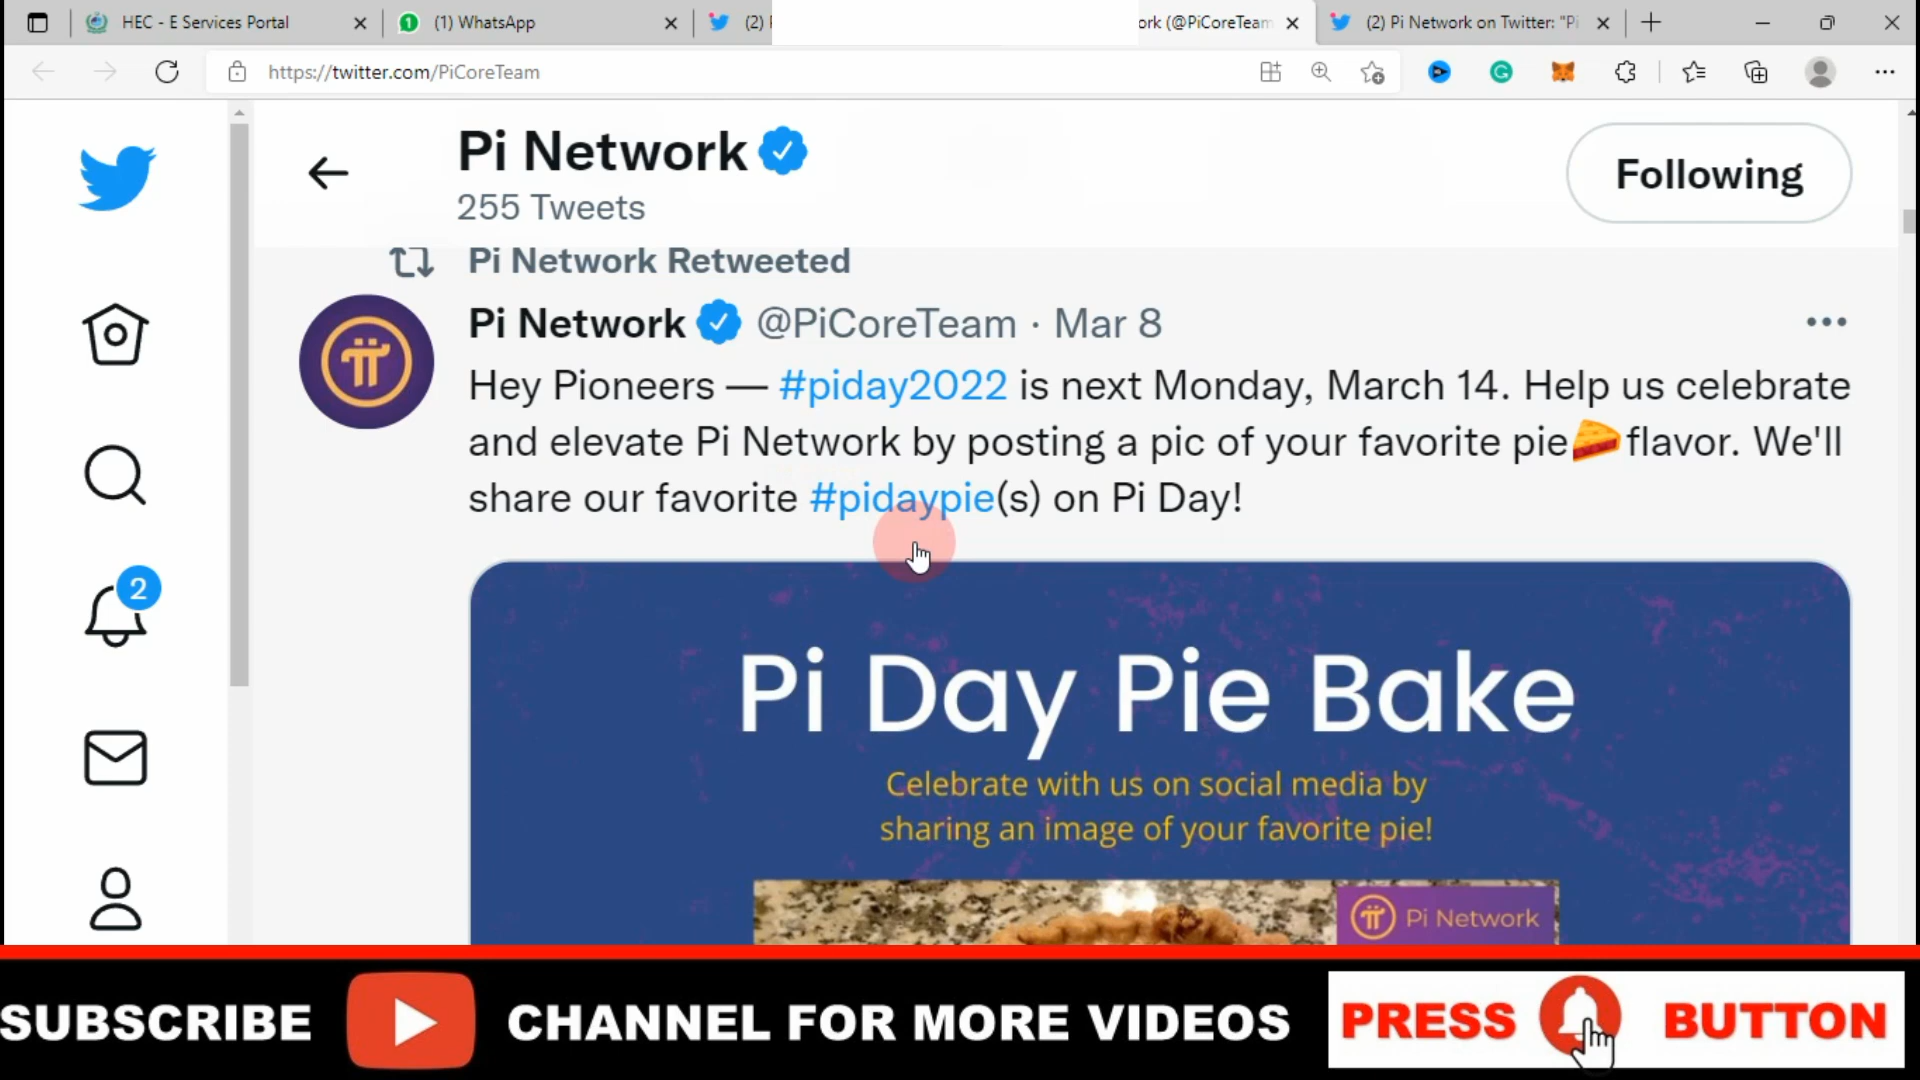 HEC - E Services Portal
(1) WhatsApp
(2)
ork (@PiCoreTeam
(2) Pi Network on Twitter: "Pi
https://twitter.com/PiCoreTeam
Pi Network
255 Tweets
Following
Pi Network Retweeted
Pi Network @PiCoreTeam · Mar 8
Hey Pioneers — #piday2022 is next Monday, March 14. Help us celebrate
and elevate Pi Network by posting a pic of your favorite pie🥧flavor. We'll
share our favorite #pidaypie(s) on Pi Day!
2
Pi Day Pie Bake
Celebrate with us on social media by
sharing an image of your favorite pie!
Pi Network
SUBSCRIBE CHANNEL FOR MORE VIDEOS PRESS BUTTON